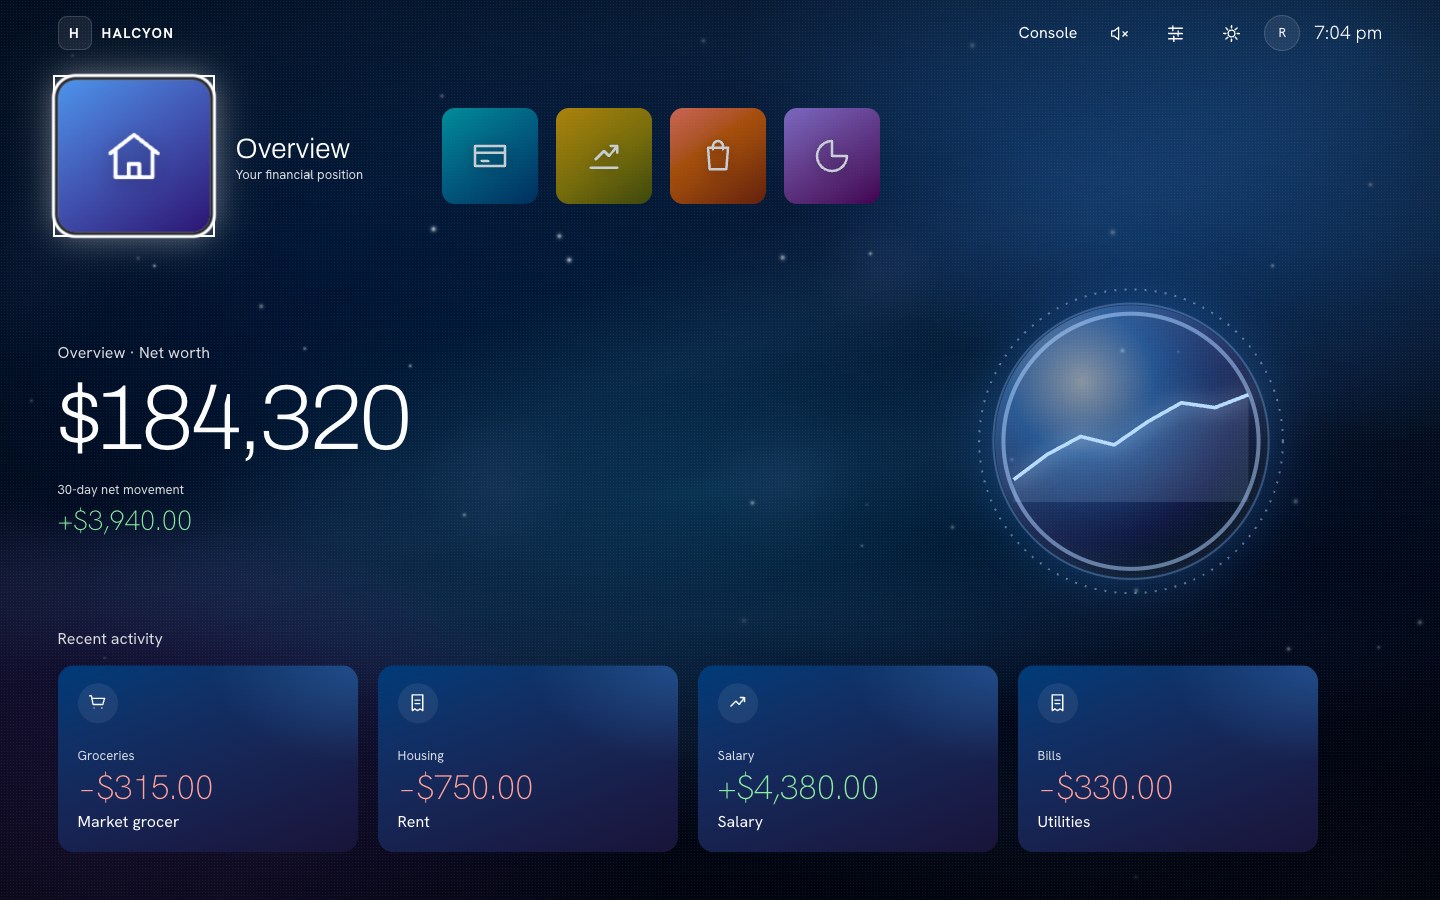 H HALCYON
Console
R
7:04 pm
Overview
Your financial position
Overview · Net worth
$184,320
30-day net movement
+$3,940.00
Recent activity
Groceries
−$315.00
Market grocer
Housing
−$750.00
Rent
Salary
+$4,380.00
Salary
Bills
−$330.00
Utilities